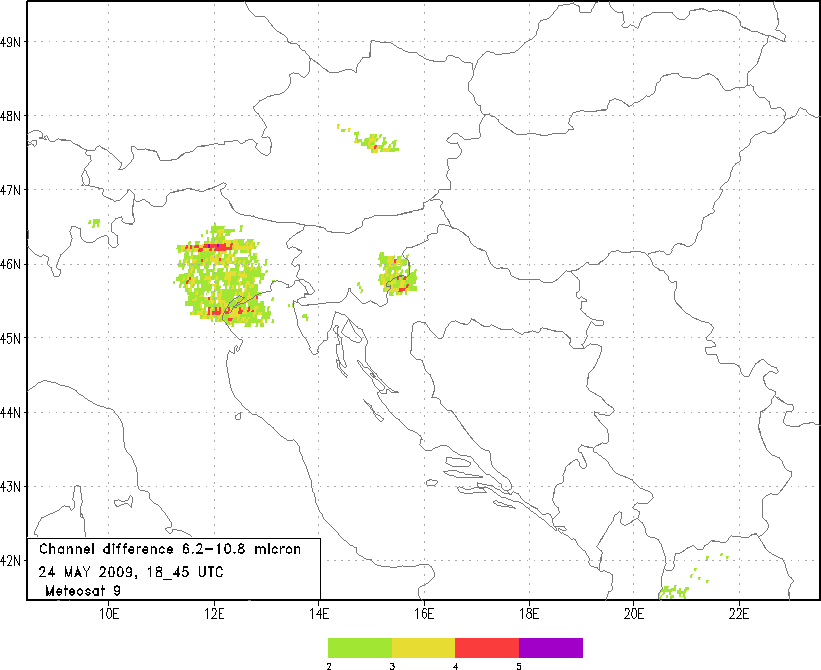 49N
48N
47N
46N
45N
44N
43N
42N
Channel difference 6.2-10.8 micron
24 MAY 2009, 18_45 UTC
Meteosat 9
10E 12E 14E 16E 18E 20E 22E
2 3 4 5